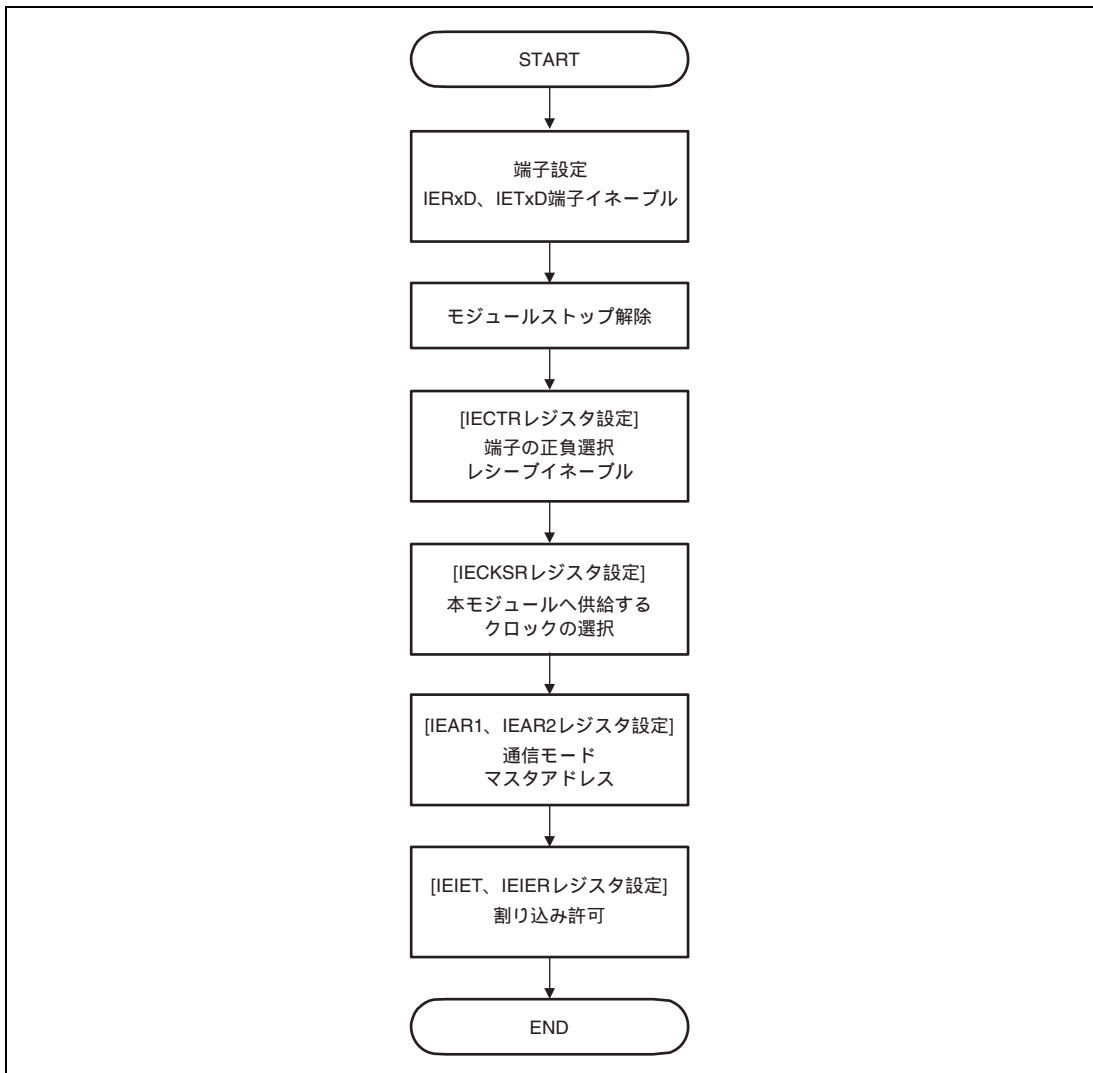 START
端子設定
IERxD、IETxD端子イネーブル
モジュールストップ解除
[IECTRレジスタ設定]
端子の正負選択
レシーブイネーブル
[IECKSRレジスタ設定]
本モジュールへ供給する
クロックの選択
[IEAR1、IEAR2レジスタ設定]
通信モード
マスタアドレス
[IEIET、IEIERレジスタ設定]
割り込み許可
END